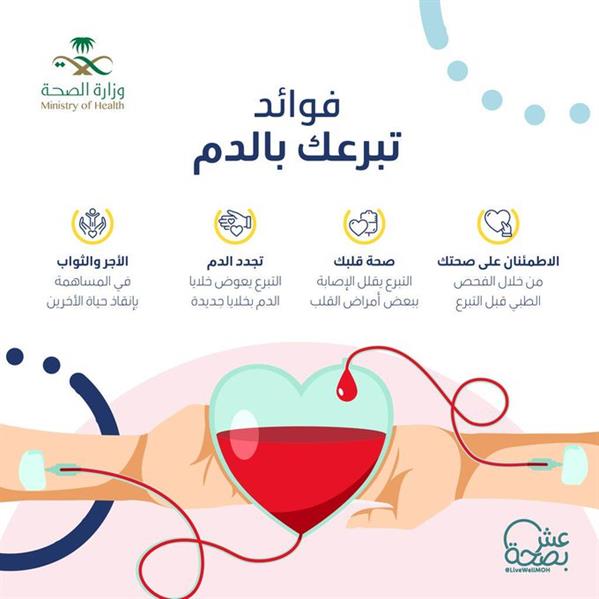 وزارة الصحة
Ministry of Health
فوائد
تبرعك بالدم
الاطمئنان على صحتك
من خلال الفحص
الطبي قبل التبرع
صحة قلبك
التبرع يقلل الإصابة
ببعض أمراض القلب
تجدد الدم
التبرع يعوض خلايا
الدم بخلايا جديدة
الأجر والثواب
في المساهمة
بإنقاذ حياة الأخرين
عش
بصحة
@LiveWellMOH